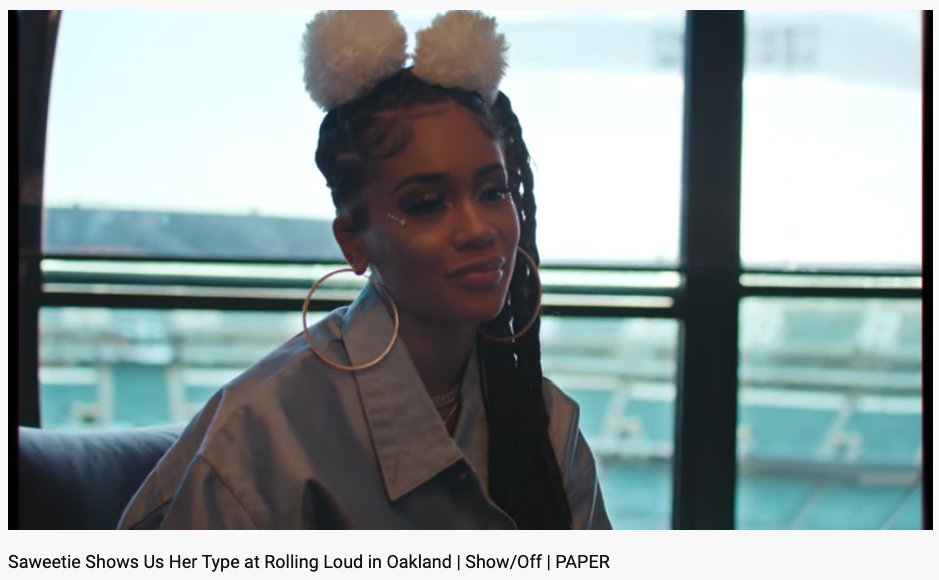 Saweetie Shows Us Her Type at Rolling Loud in Oakland | Show/Off | PAPER